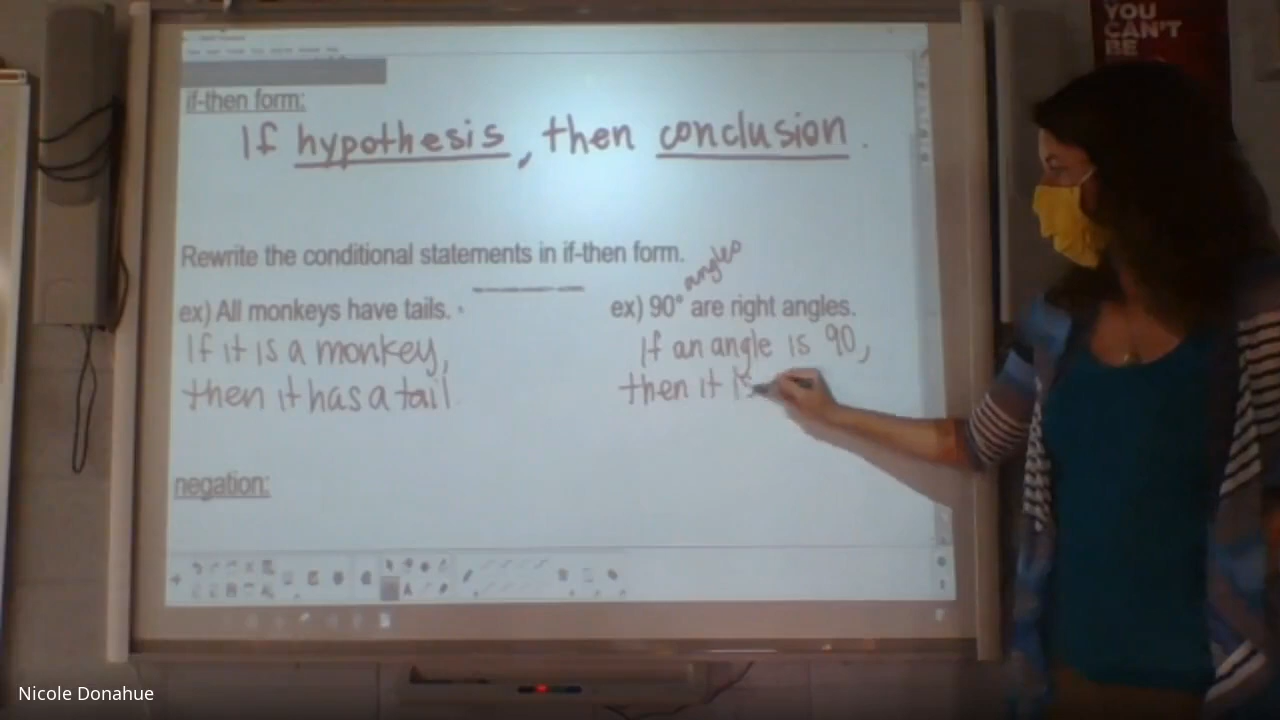 YOU
CAN'T
BE
if-then form:
If hypothesis, then conclusion.
Rewrite the conditional statements in if-then form.
angles
ex) All monkeys have tails.
ex) 90° are right angles.
If it is a monkey,
If an angle is 90,
then it has a tail
then it is
negation:
Nicole Donahue